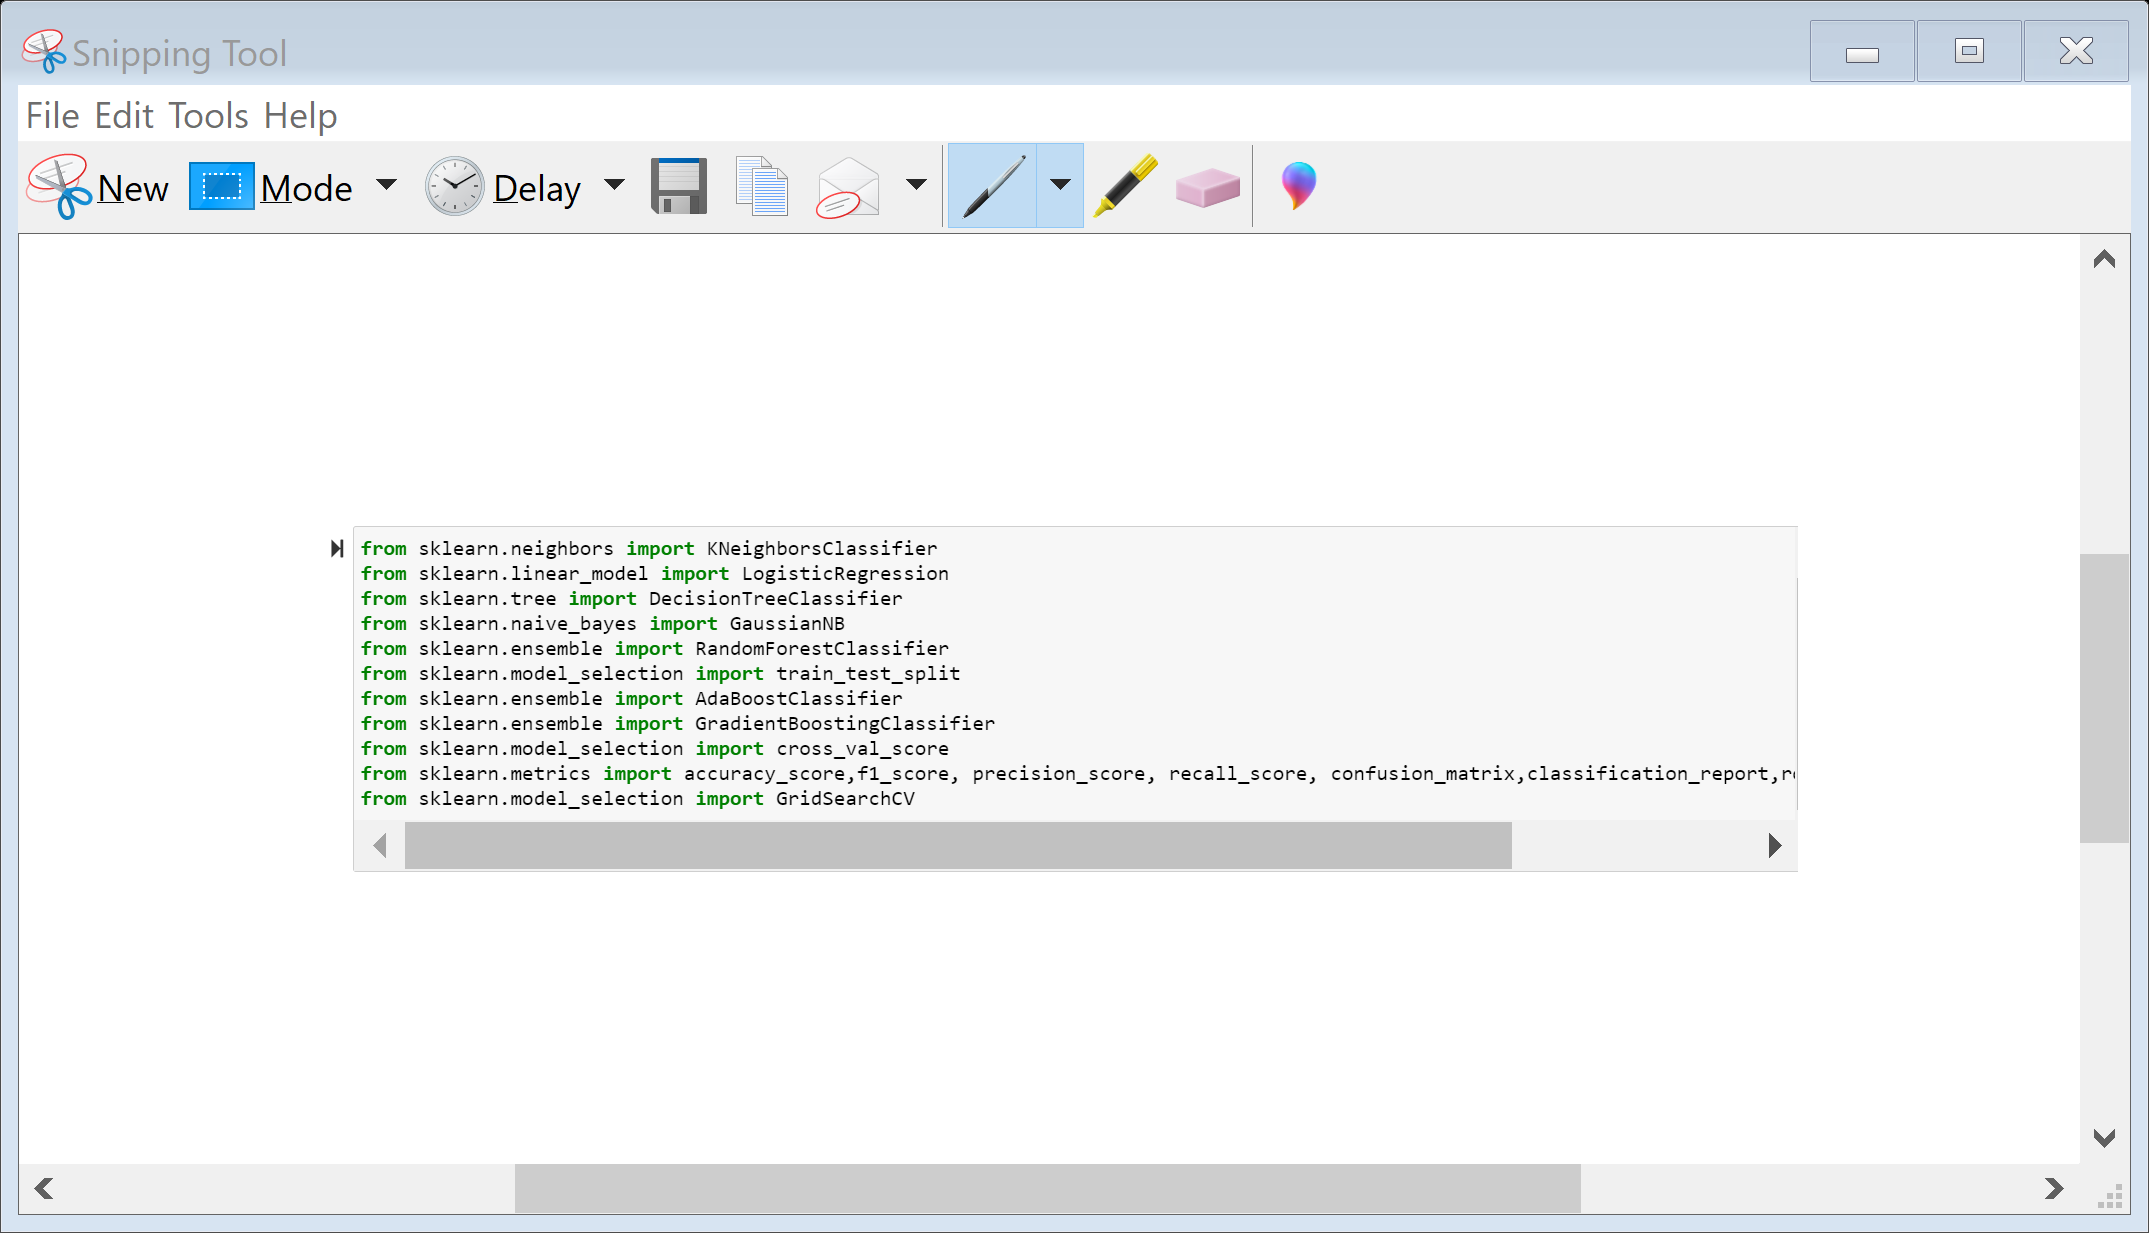 Snipping Tool
File Edit Tools Help
New Mode Delay
from sklearn.neighbors import KNeighborsClassifier
from sklearn.linear_model import LogisticRegression
from sklearn.tree import DecisionTreeClassifier
from sklearn.naive_bayes import GaussianNB
from sklearn.ensemble import RandomForestClassifier
from sklearn.model_selection import train_test_split
from sklearn.ensemble import AdaBoostClassifier
from sklearn.ensemble import GradientBoostingClassifier
from sklearn.model_selection import cross_val_score
from sklearn.metrics import accuracy_score,f1_score, precision_score, recall_score, confusion_matrix,classification_report,
from sklearn.model_selection import GridSearchCV